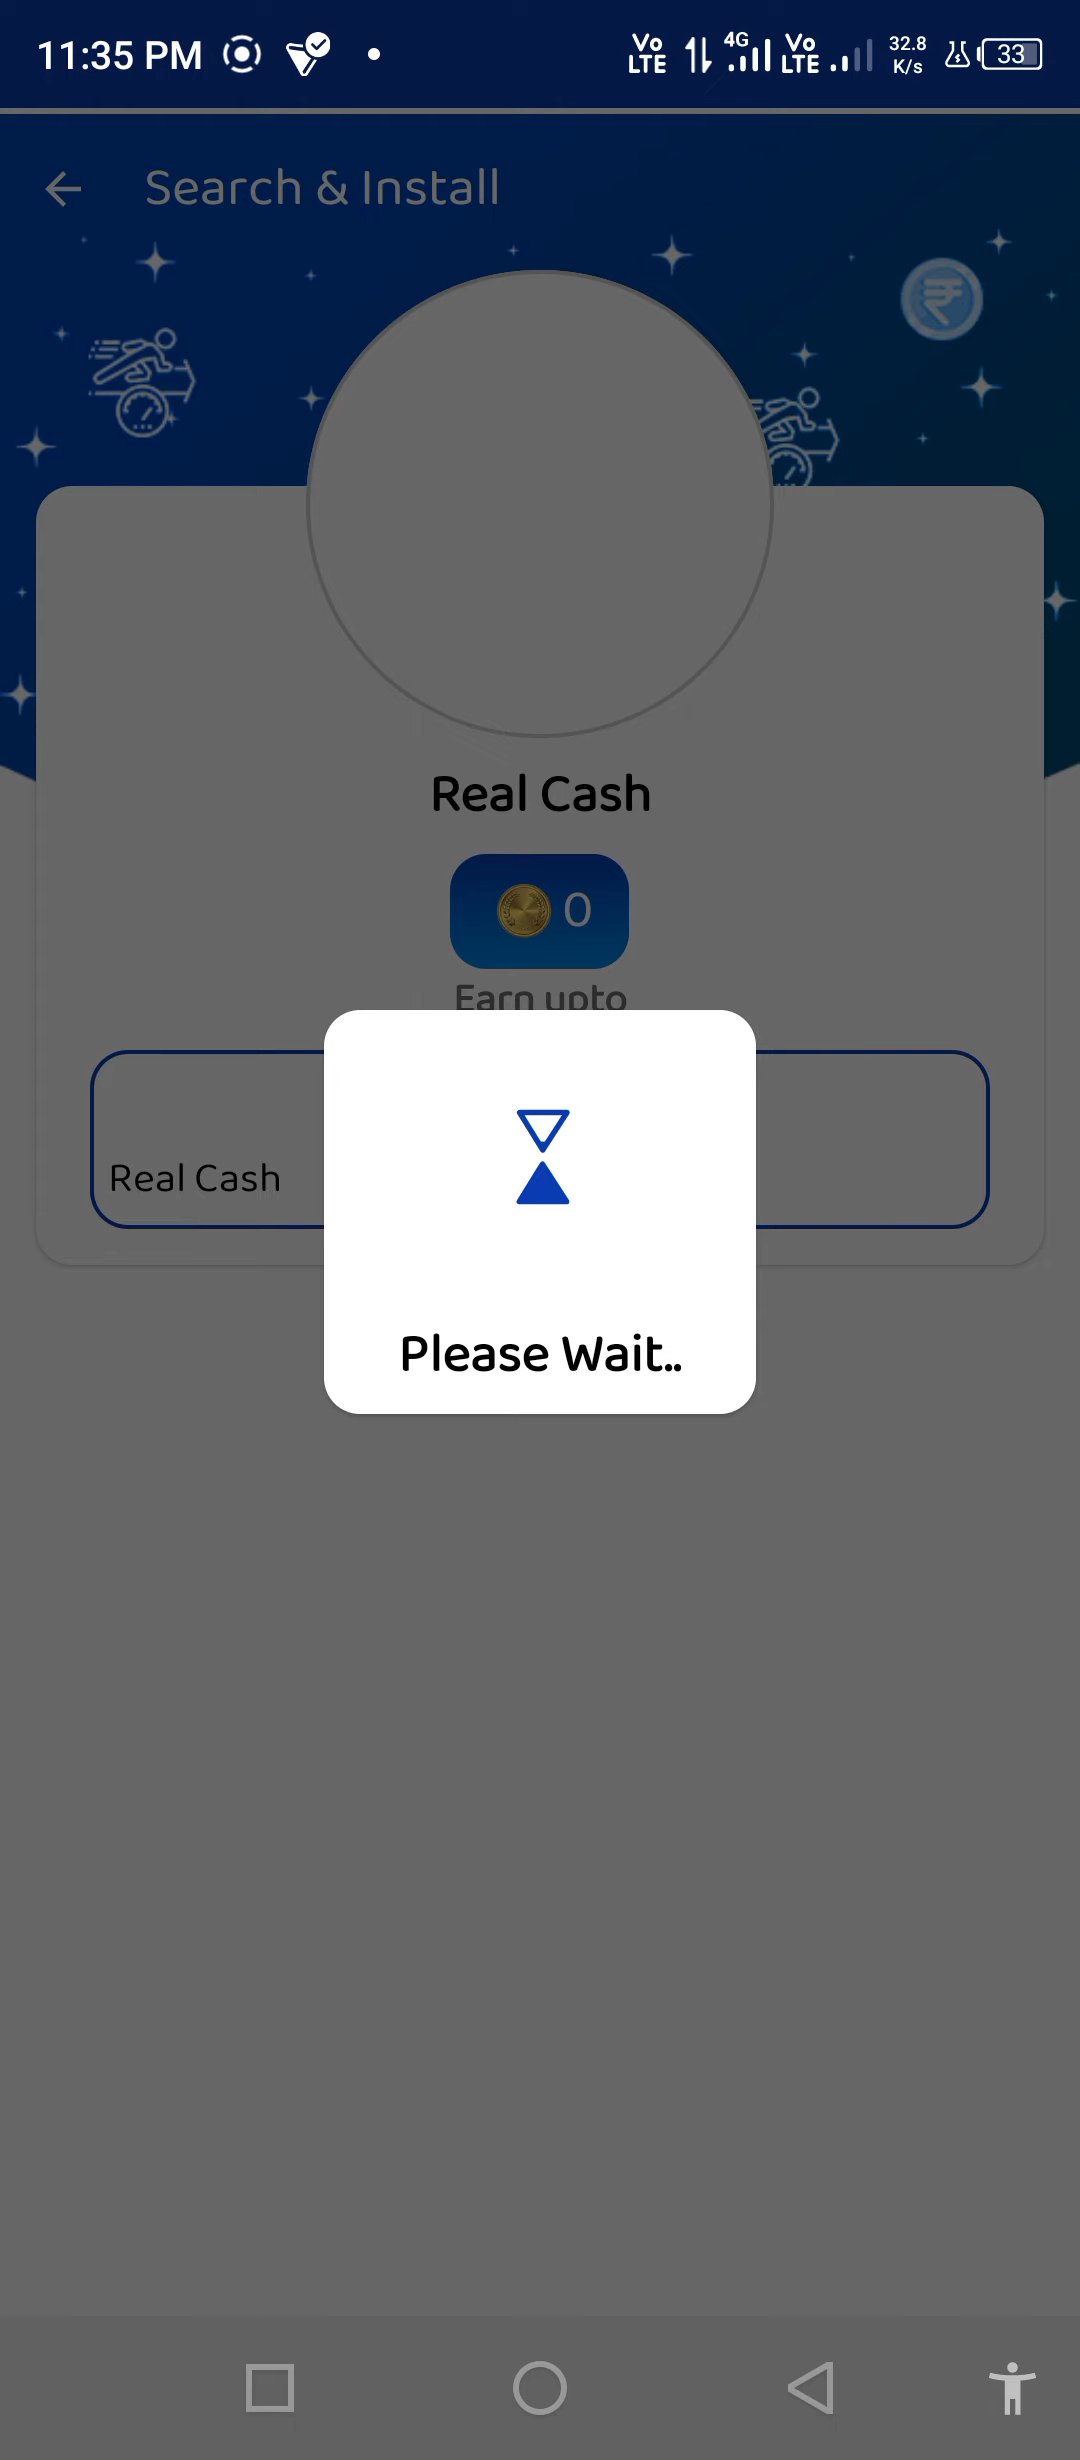 11:35 PM
Vo LTE 4G Vo LTE 32.8 K/s 33
Search & Install
Real Cash
0
Earn upto
Real Cash
Please Wait..